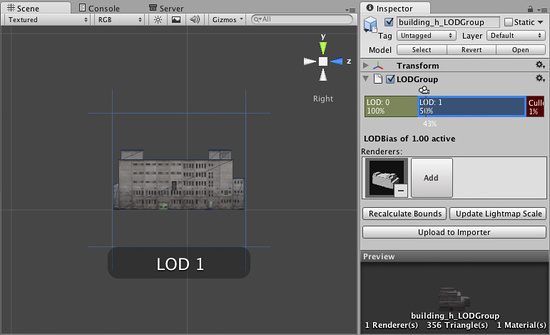 Scene
Console
Server
Textured
RGB
Gizmos
All
y
z
Right
LOD 1
Inspector
building_h_LODGroup
Static
Tag
Untagged
Layer
Default
Model
Select
Revert
Open
Transform
LODGroup
LOD: 0
100%
LOD: 1
50%
Culle
1%
43%
LODBias of 1.00 active
Renderers:
Add
Recalculate Bounds
Update Lightmap Scale
Upload to Importer
Preview
building_h_LODGroup
1 Renderer(s) 356 Triangle(s) 1 Material(s)